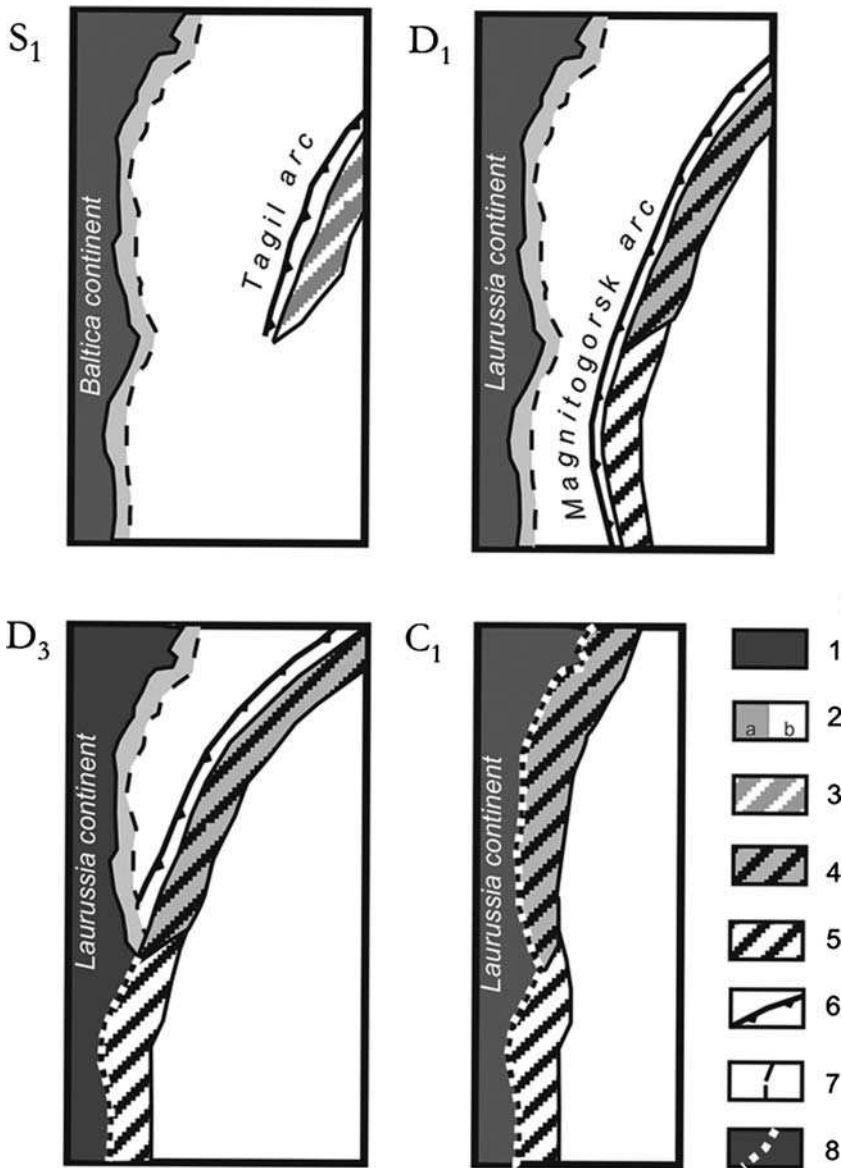 S1
Baltica continent
Tagil arc
D1
Laurussia continent
Magnitogorsk arc
D3
Laurussia continent
C1
Laurussia continent
1
a b 2
3
4
5
6
7
8